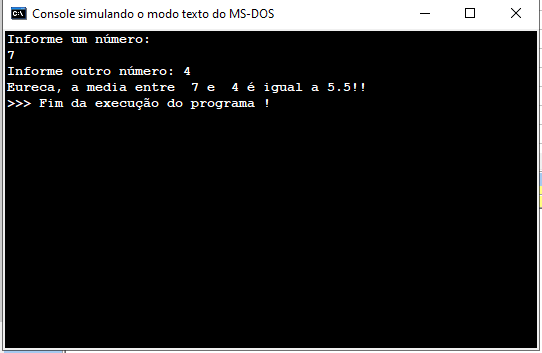 Console simulando o modo texto do MS-DOS
Informe um número:
7
Informe outro número: 4
Eureca, a media entre  7 e  4 é igual a 5.5!!
>>> Fim da execução do programa !